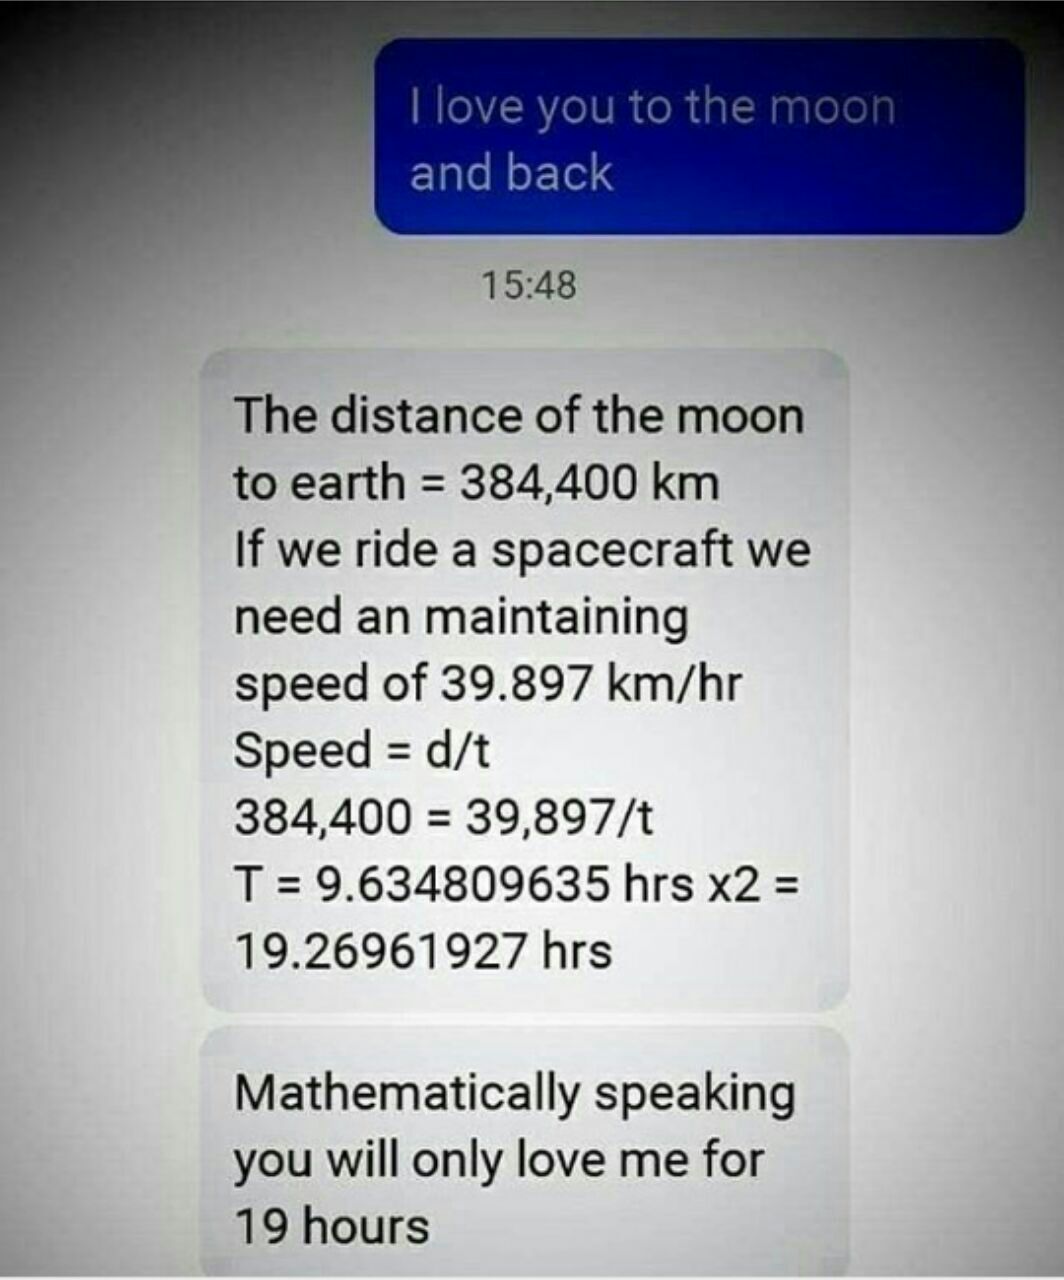 I love you to the moon
and back
15:48
The distance of the moon
to earth = 384,400 km
If we ride a spacecraft we
need an maintaining
speed of 39.897 km/hr
Speed = d/t
384,400 = 39,897/t
T = 9.634809635 hrs x2 =
19.26961927 hrs
Mathematically speaking
you will only love me for
19 hours